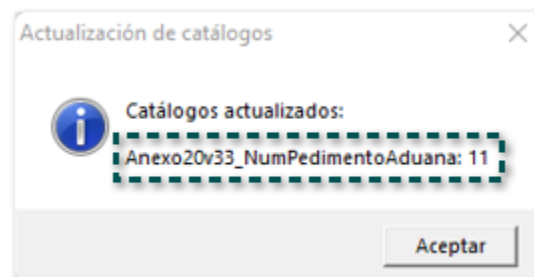 Actualización de catálogos
Catálogos actualizados:
Anexo20v33_NumPedimentoAduana: 11
Aceptar